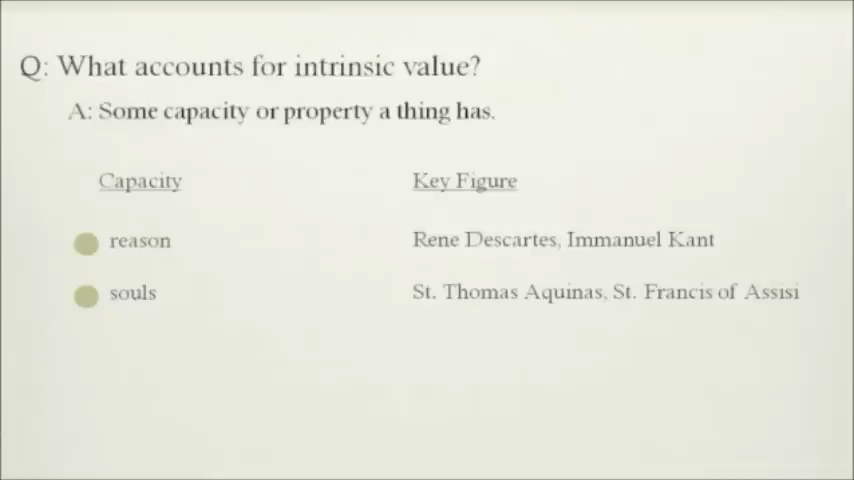 Q: What accounts for intrinsic value?
A: Some capacity or property a thing has.
Capacity Key Figure
reason Rene Descartes, Immanuel Kant
souls St. Thomas Aquinas, St. Francis of Assisi